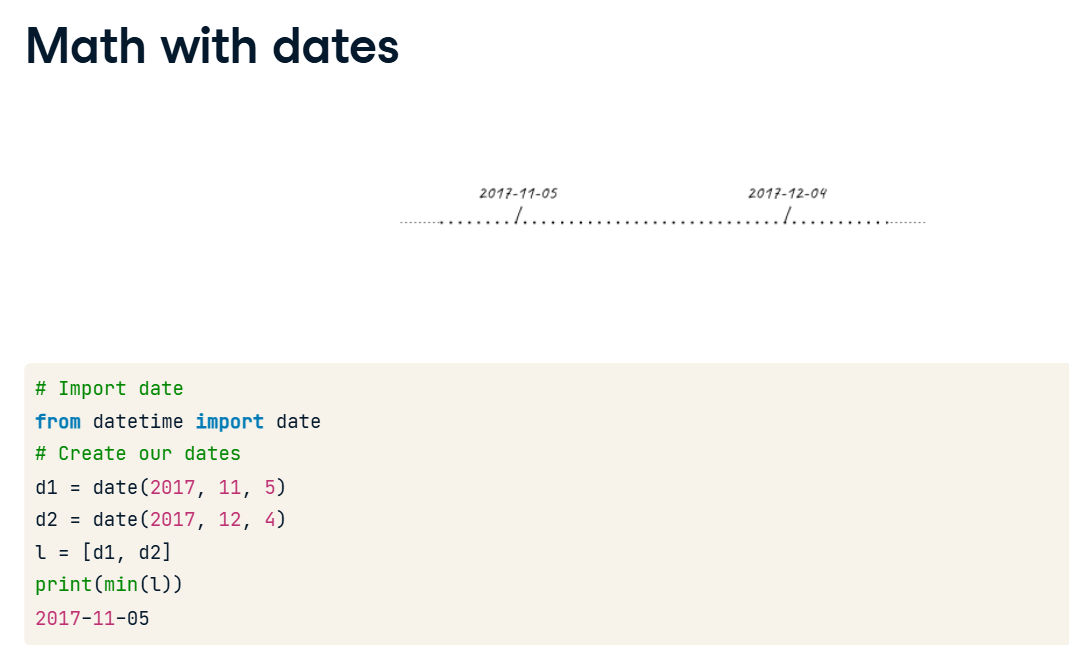 Math with dates
2017-11-05 2017-12-04
# Import date
from datetime import date
# Create our dates
d1 = date(2017, 11, 5)
d2 = date(2017, 12, 4)
l = [d1, d2]
print(min(l))
2017-11-05